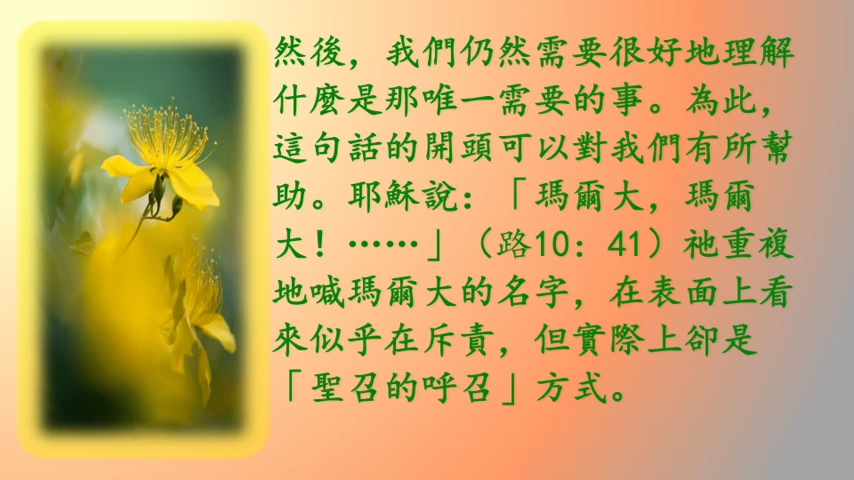 然後，我們仍然需要很好地理解
什麼是那唯一需要的事。為此，
這句話的開頭可以對我們有所幫
助。耶穌說：「瑪爾大，瑪爾
大！……」（路10：41）祂重複
地喊瑪爾大的名字，在表面上看
來似乎在斥責，但實際上卻是
「聖召的呼召」方式。